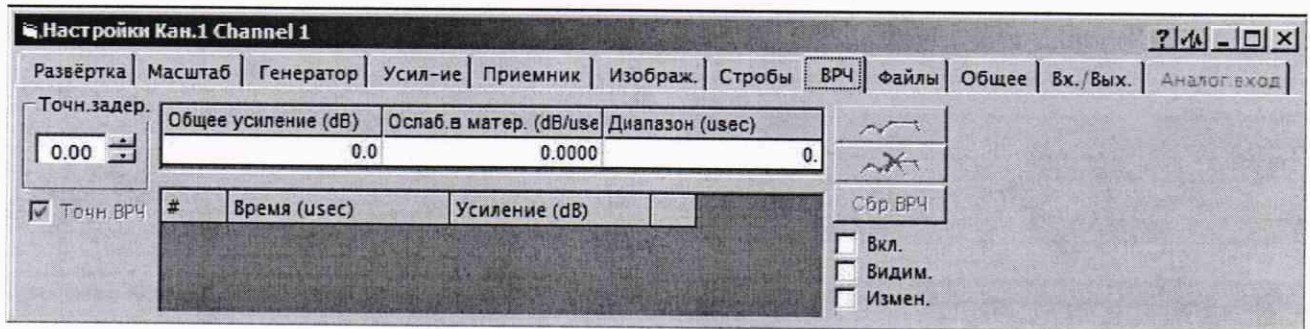 Настройки Кан.1 Channel 1
Развёртка Масштаб Генератор Усил-ие Приемник Изображ. Стробы ВРЧ Файлы Общее Вх./Вых. Аналог.вход
Точн.задер.
0.00
Точн.ВРЧ
Общее усиление (dB) Ослаб.в матер. (dB/use Диапазон (usec)
0.0 0.0000 0.
# Время (usec) Усиление (dB)
Сбр.ВРЧ
Вкл.
Видим.
Измен.